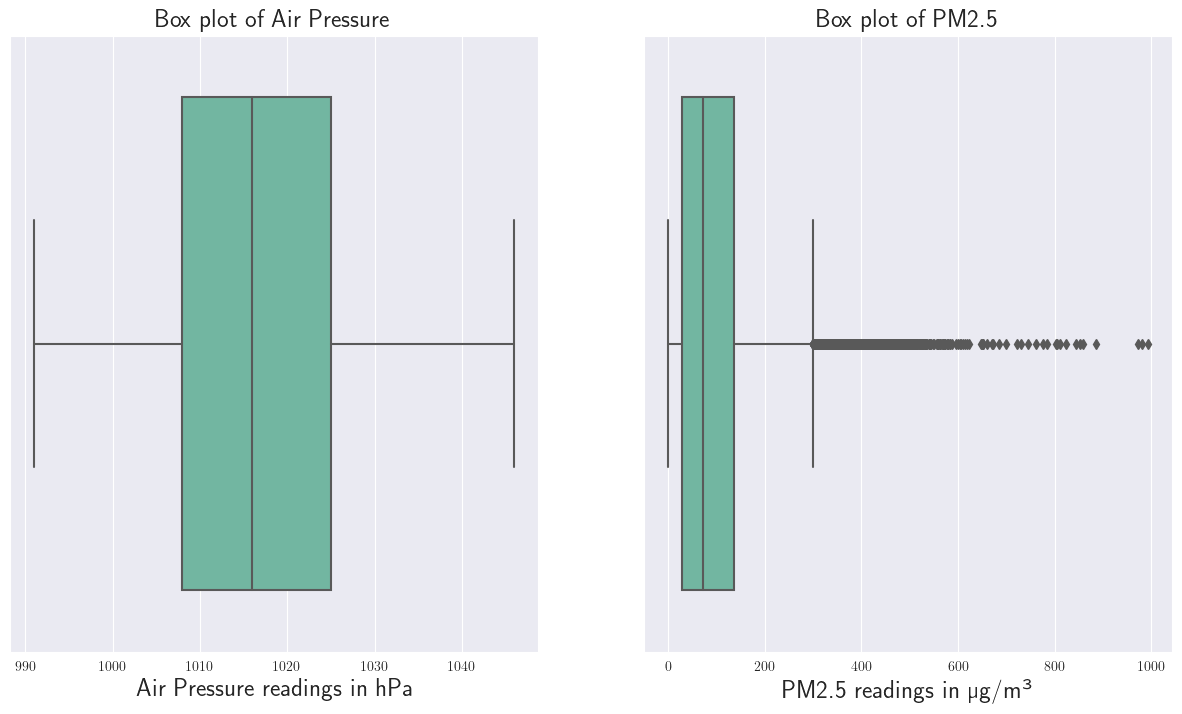 Box plot of Air Pressure
990 1000 1010 1020 1030 1040
Air Pressure readings in hPa
Box plot of PM2.5
0 200 400 600 800 1000
PM2.5 readings in µg/m³